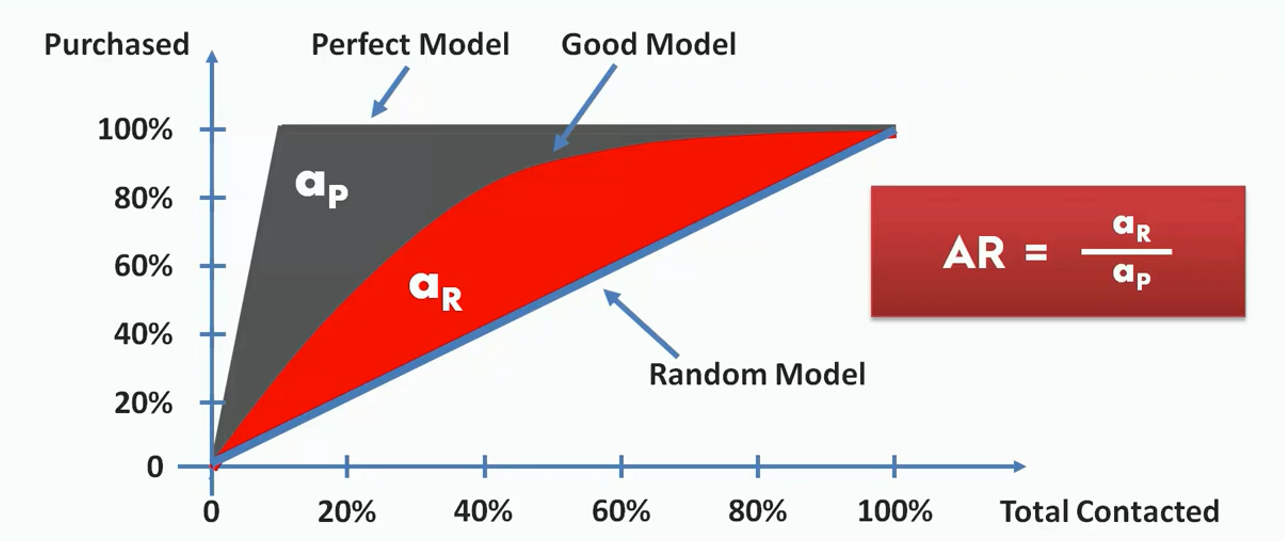 Purchased
Perfect Model
Good Model
100%
80%
60%
40%
20%
0
aP
aR
AR = aR / aP
Random Model
0
20%
40%
60%
80%
100%
Total Contacted